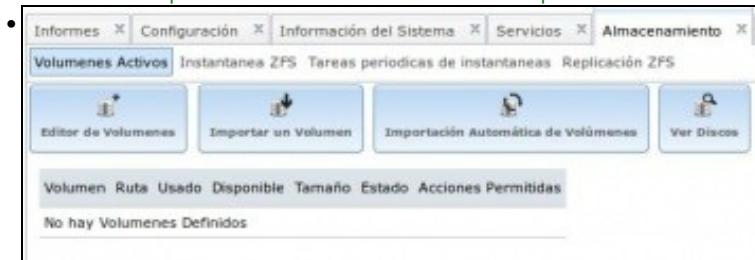 Informes Configuración Información del Sistema Servicios Almacenamiento
Volumenes Activos Instantanea ZFS Tareas periodicas de instantaneas Replicación ZFS
Editor de Volumenes Importar un Volumen Importación Automática de Volúmenes Ver Discos
Volumen Ruta Usado Disponible Tamaño Estado Acciones Permitidas
No hay Volumenes Definidos